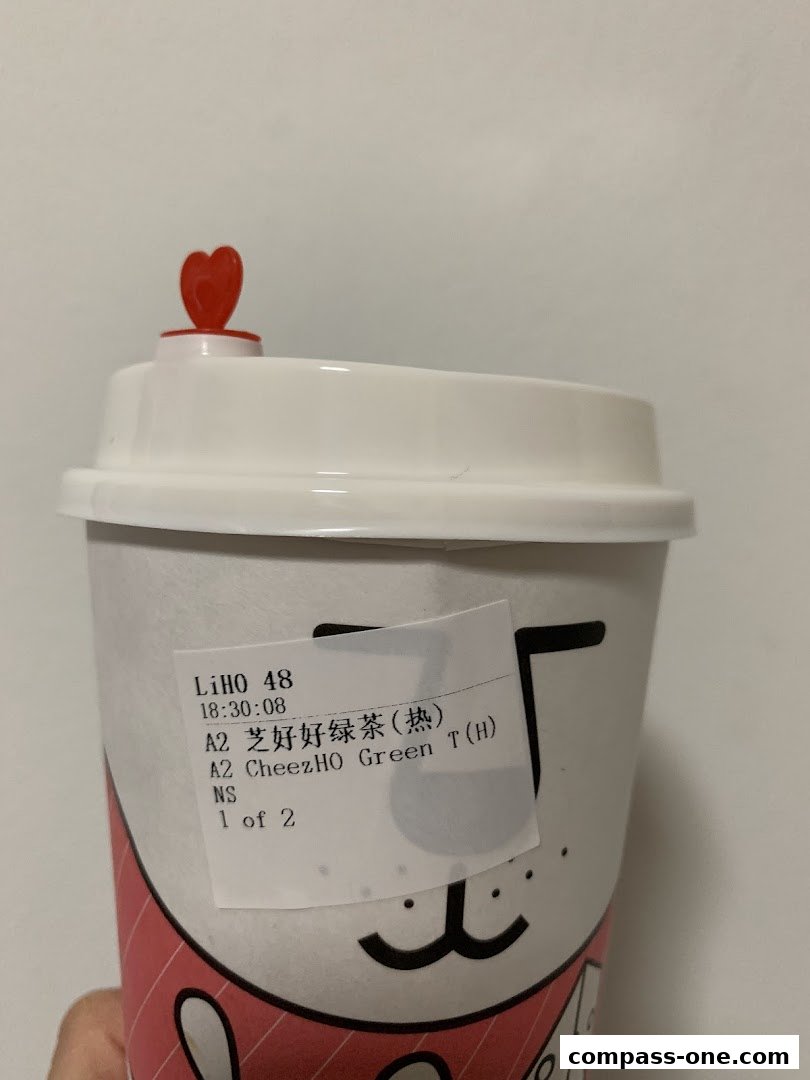 LiHO 48
18:30:08
A2 芝好好绿茶(热)
A2 CheezHO Green T(H)
NS
1 of 2
compass-one.com